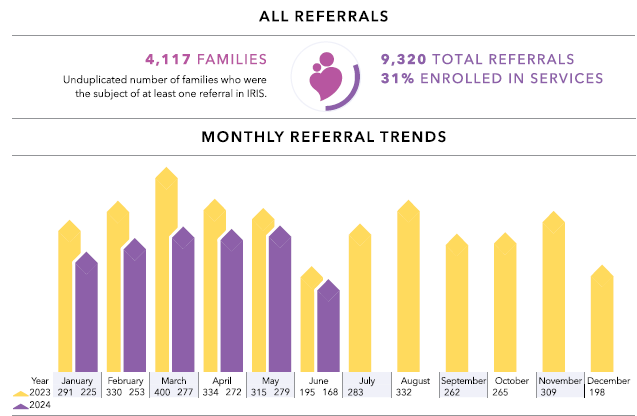 ALL REFERRALS
4,117 FAMILIES
Unduplicated number of families who were
the subject of at least one referral in IRIS.
9,320 TOTAL REFERRALS
31% ENROLLED IN SERVICES
MONTHLY REFERRAL TRENDS
Year January February March April May June July August September October November December
2023 291 225 330 253 400 277 334 272 315 279 195 168 283 332 262 265 309 198
2024